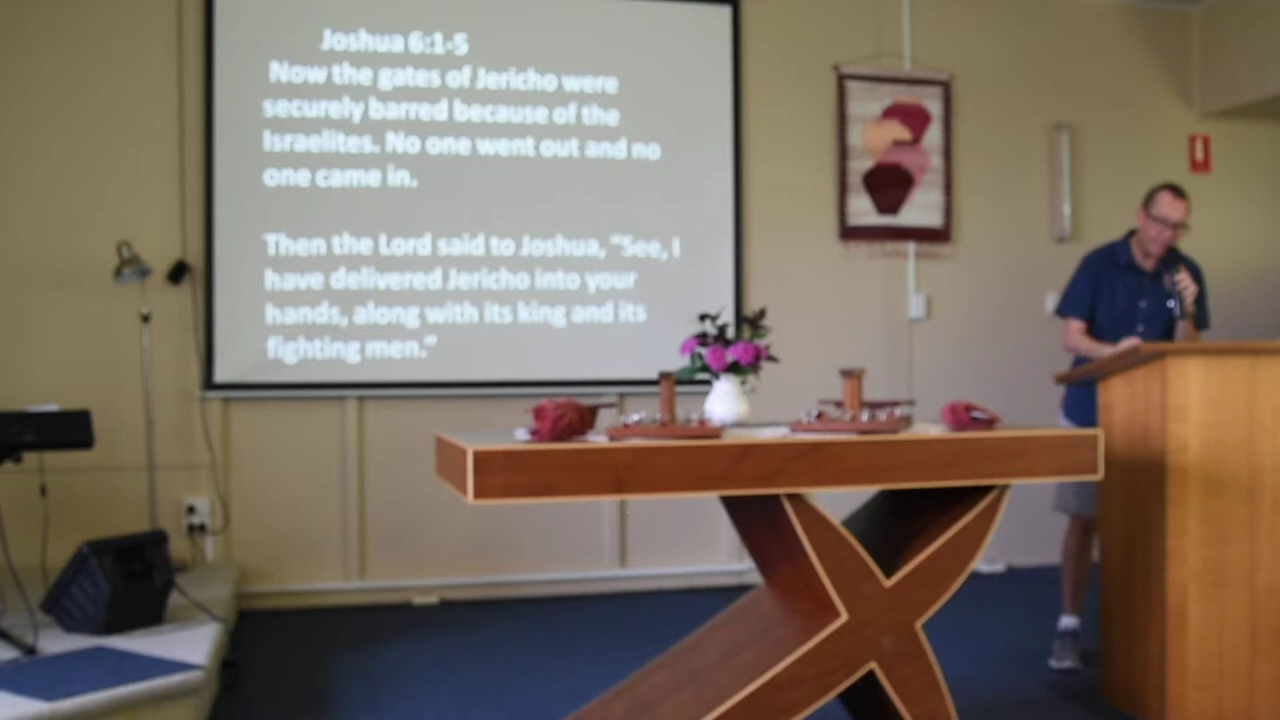 Joshua 6:1-5
Now the gates of Jericho were
securely barred because of the
Israelites. No one went out and no
one came in.
Then the Lord said to Joshua, "See, I
have delivered Jericho into your
hands, along with its king and its
fighting men."